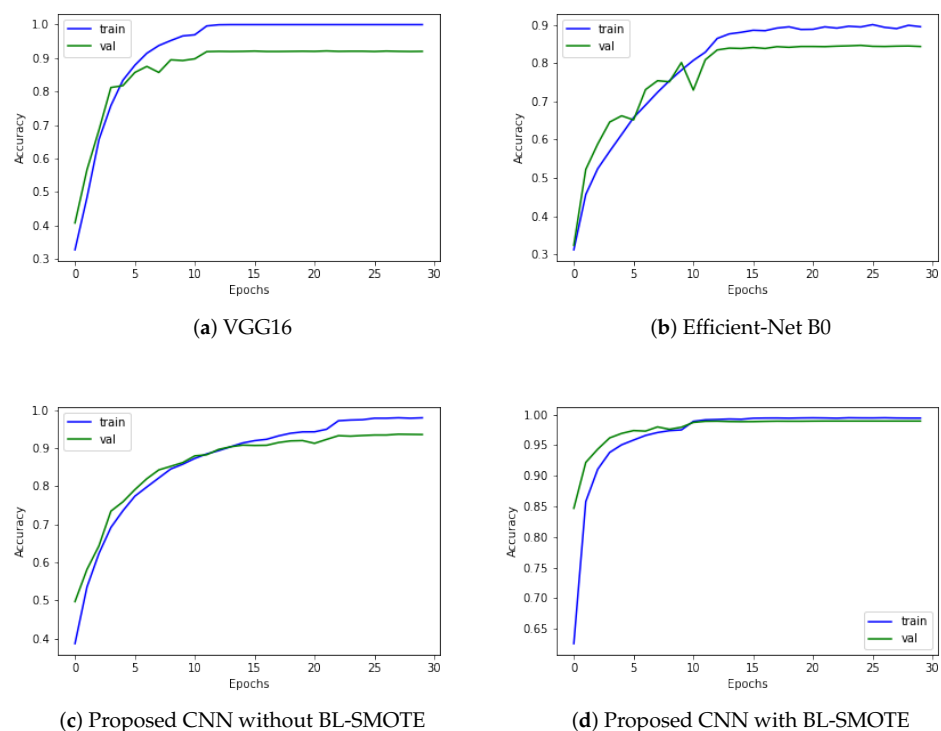 1.0
0.9
0.8
0.7
0.6
0.5
0.4
0.3
Accuracy
train
val
0 5 10 15 20 25 30
Epochs
(a) VGG16
0.9
0.8
0.7
0.6
0.5
0.4
0.3
Accuracy
train
val
0 5 10 15 20 25 30
Epochs
(b) Efficient-Net B0
1.0
0.9
0.8
0.7
0.6
0.5
0.4
Accuracy
train
val
0 5 10 15 20 25 30
Epochs
(c) Proposed CNN without BL-SMOTE
1.00
0.95
0.90
0.85
0.80
0.75
0.70
0.65
Accuracy
train
val
0 5 10 15 20 25 30
Epochs
(d) Proposed CNN with BL-SMOTE